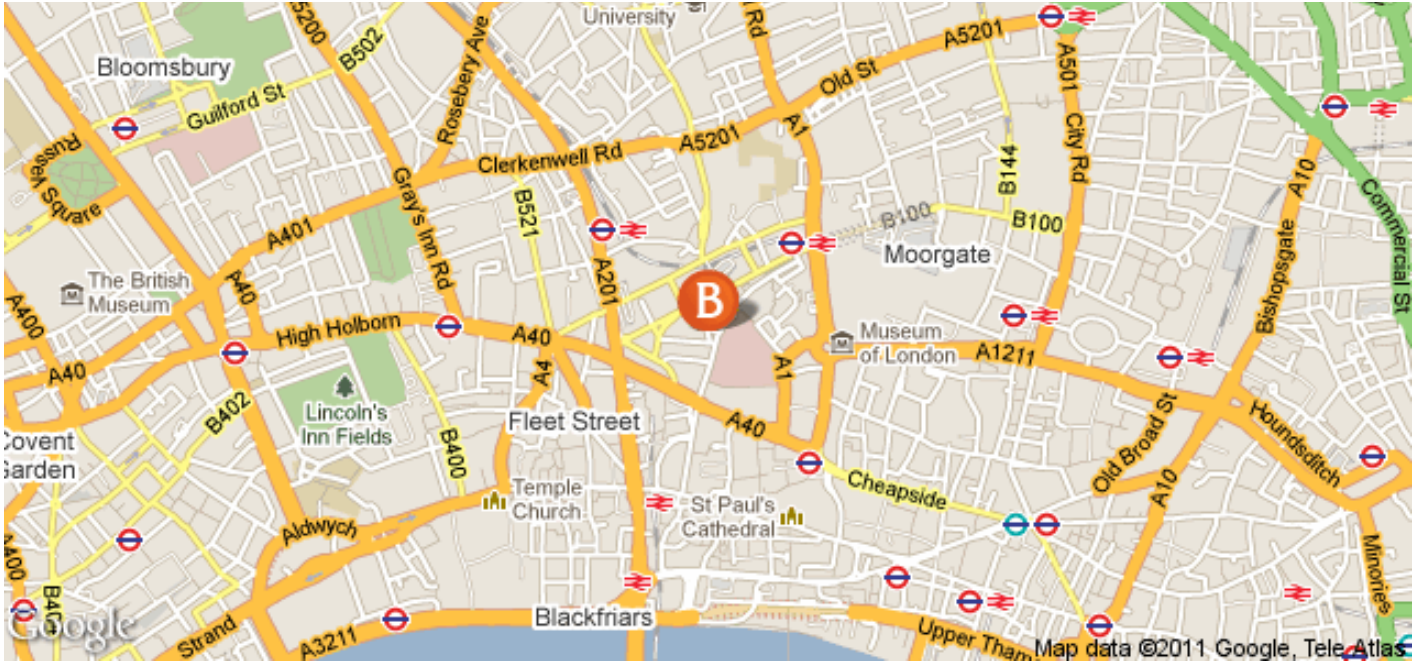 University
A5200
B502
Rosebery Ave
Rd
A5201
Old St
A501
City Rd
Bloomsbury
Guilford St
Russell Square
Clerkenwell Rd
A5201
A1
B144
A10
Commercial St
Gray's Inn Rd
B521
A401
A40
A201
B100
B100
Moorgate
Bishopsgate
The British
Museum
A400
High Holborn
A40
A40
B
Museum
of London
A1211
A4
A1
Lincoln's
Inn Fields
B402
B400
Fleet Street
A40
Houndsditch
Old Broad St
Covent
Garden
Cheapside
A10
Temple
Church
St Paul's
Cathedral
Aldwych
Minories
A400
Strand
A3211
Blackfriars
Upper Tham
Google
Map data ©2011 Google, Tele Atlas